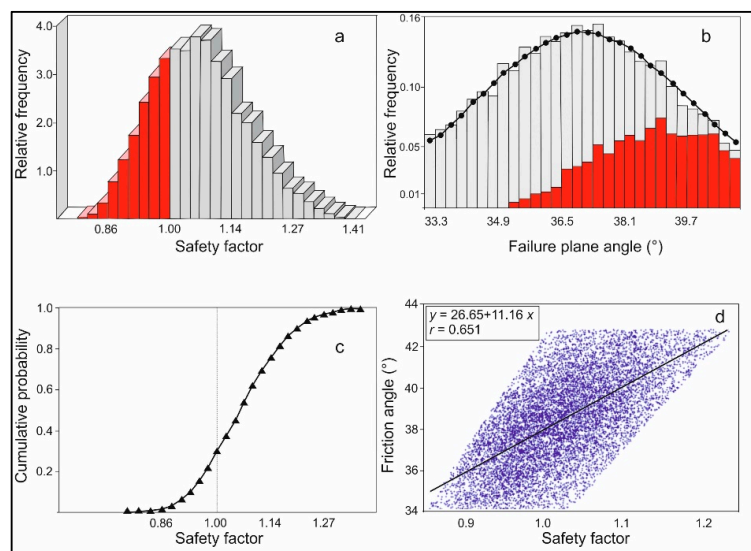 a
4.0
3.0
2.0
1.0
Relative frequency
0.86 1.00 1.14 1.27 1.41
Safety factor
b
0.16
0.10
0.05
0.01
Relative frequency
33.3 34.9 36.5 38.1 39.7
Failure plane angle (°)
c
1.0
0.8
0.6
0.4
0.2
Cumulative probability
0.86 1.00 1.14 1.27
Safety factor
d
y = 26.65+11.16 x
r = 0.651
44
42
40
38
36
34
Friction angle (°)
0.9 1.0 1.1 1.2
Safety factor